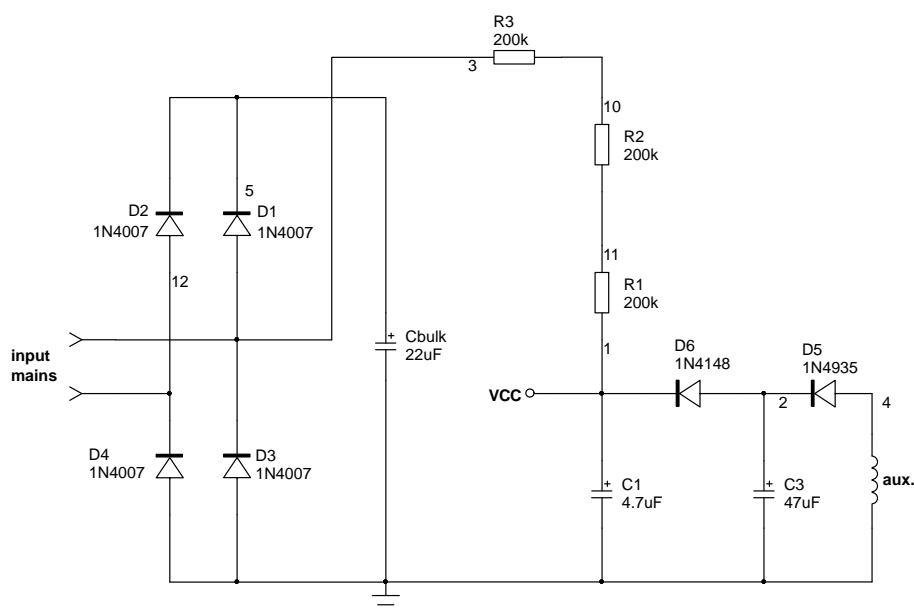 R3
200k
3
10
R2
200k
5
D2
1N4007
D1
1N4007
11
12
R1
200k
input
mains
Cbulk
22uF
+
1
D6
1N4148
D5
1N4935
VCC
2
4
D4
1N4007
D3
1N4007
+
C1
4.7uF
+
C3
47uF
aux.